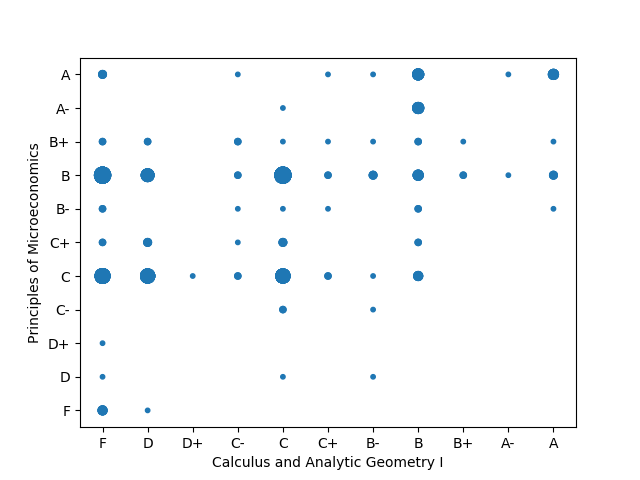 Principles of Microeconomics
A
A-
B+
B
B-
C+
C
C-
D+
D
F
F D D+ C- C C+ B- B B+ A- A
Calculus and Analytic Geometry I